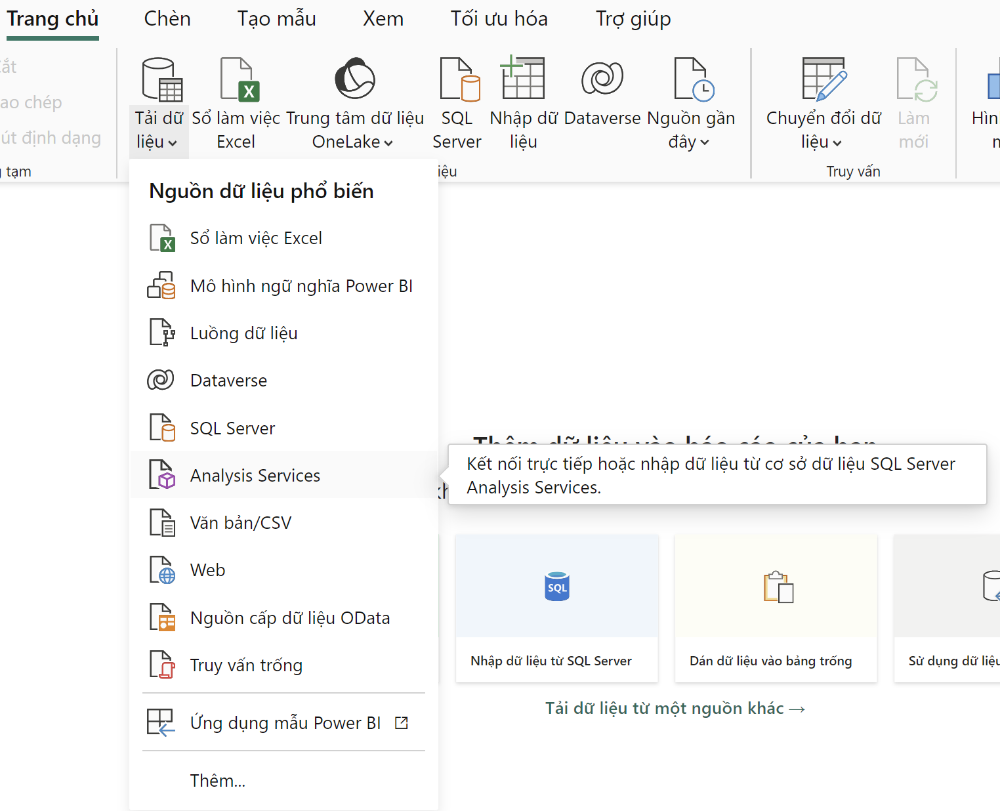 Trang chủ Chèn Tạo mẫu Xem Tối ưu hóa Trợ giúp
ao chép
út định dạng
tạm
Tải dữ liệu
Sổ làm việc Excel
Trung tâm dữ liệu OneLake
SQL Server
Nhập dữ liệu
Dataverse
Nguồn gần đây
Chuyển đổi dữ liệu
Làm mới
Truy vấn
Nguồn dữ liệu phổ biến
Sổ làm việc Excel
Mô hình ngữ nghĩa Power BI
Luồng dữ liệu
Dataverse
SQL Server
Analysis Services
Văn bản/CSV
Web
Nguồn cấp dữ liệu OData
Truy vấn trống
Ứng dụng mẫu Power BI
Thêm...
Kết nối trực tiếp hoặc nhập dữ liệu từ cơ sở dữ liệu SQL Server
Analysis Services.
SQL
Nhập dữ liệu từ SQL Server
Dán dữ liệu vào bảng trống
Sử dụng dữ liệu
Tải dữ liệu từ một nguồn khác →